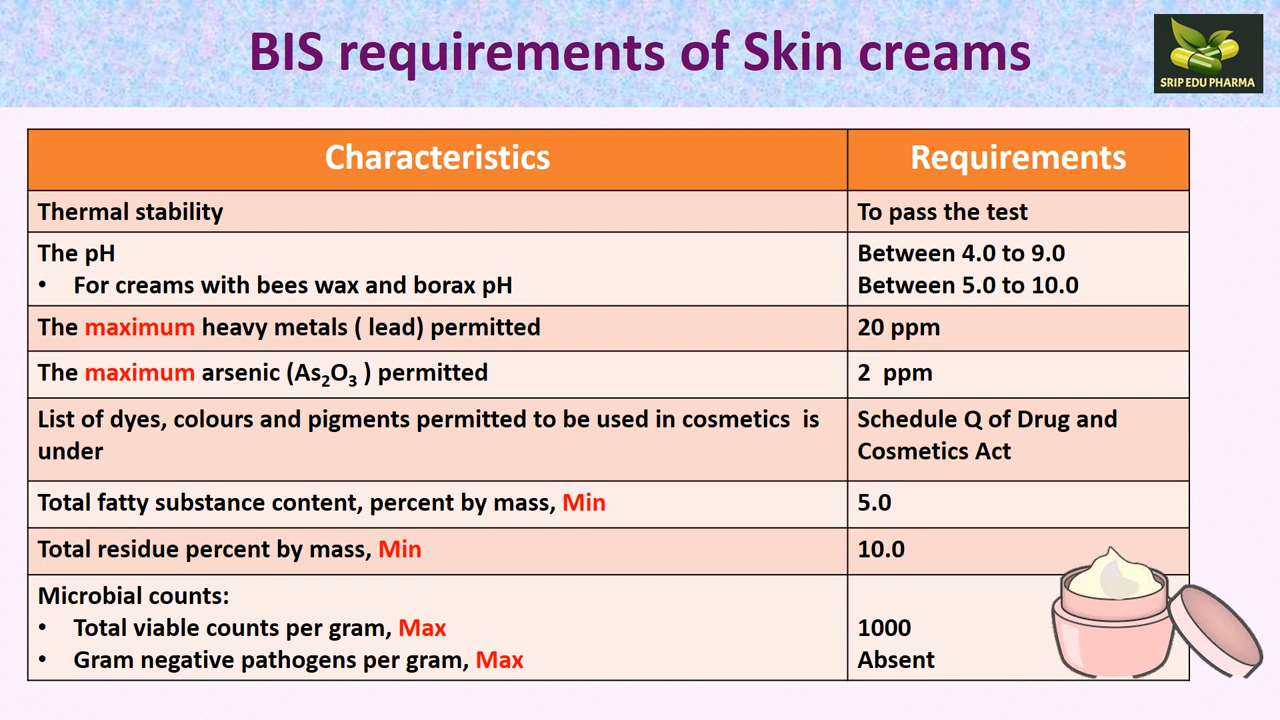 BIS requirements of Skin creams
SRIP EDU PHARMA
Characteristics
Requirements
Thermal stability
To pass the test
The pH
Between 4.0 to 9.0
• For creams with bees wax and borax pH
Between 5.0 to 10.0
The maximum heavy metals ( lead) permitted
20 ppm
The maximum arsenic (As₂O₃ ) permitted
2 ppm
List of dyes, colours and pigments permitted to be used in cosmetics is
under
Schedule Q of Drug and
Cosmetics Act
Total fatty substance content, percent by mass, Min
5.0
Total residue percent by mass, Min
10.0
Microbial counts:
• Total viable counts per gram, Max
1000
• Gram negative pathogens per gram, Max
Absent